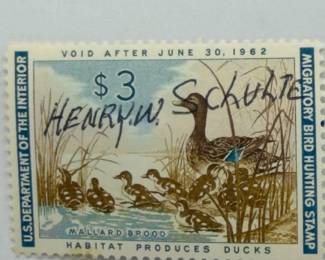 VOID AFTER JUNE 30, 1962
U.S. DEPARTMENT OF THE INTERIOR
$3
HENRY.W. SCHULTZ
MIGRATORY BIRD HUNTING STAMP
MALLARD BROOD
HABITAT PRODUCES DUCKS